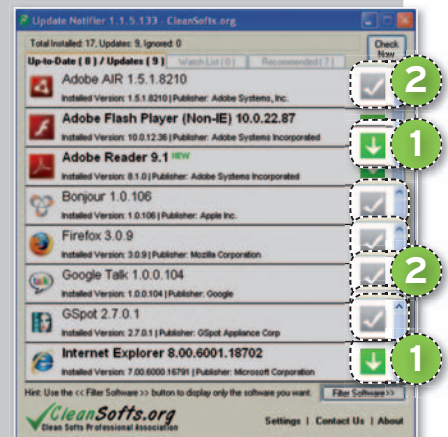 Update Notifier 1.1.5.133 - CleanSofts.org
Total Installed: 17, Updates: 9, Ignored: 0
Check Now
Up-to-Date ( 8 ) / Updates ( 9 )
Watch List ( 0 )
Recommended ( 7 )
Adobe AIR 1.5.1.8210
Installed Version: 1.5.1.8210 | Publisher: Adobe Systems, Inc.
2
Adobe Flash Player (Non-IE) 10.0.22.87
Installed Version: 10.0.12.36 | Publisher: Adobe Systems Incorporated
1
Adobe Reader 9.1 NEW
Installed Version: 8.1.0 | Publisher: Adobe Systems Incorporated
Bonjour 1.0.106
Installed Version: 1.0.106 | Publisher: Apple Inc.
Firefox 3.0.9
Installed Version: 3.0.9 | Publisher: Mozilla Corporation
Google Talk 1.0.0.104
Installed Version: 1.0.0.104 | Publisher: Google
2
GSpot 2.7.0.1
Installed Version: 2.7.0.1 | Publisher: GSpot Appliance Corp
Internet Explorer 8.00.6001.18702
Installed Version: 7.00.6000.16791 | Publisher: Microsoft Corporation
1
Hint: Use the << Filter Software >> button to display only the software you want.
Filter Software >>
CleanSofts.org
Clean Softs Professional Association
Settings | Contact Us | About